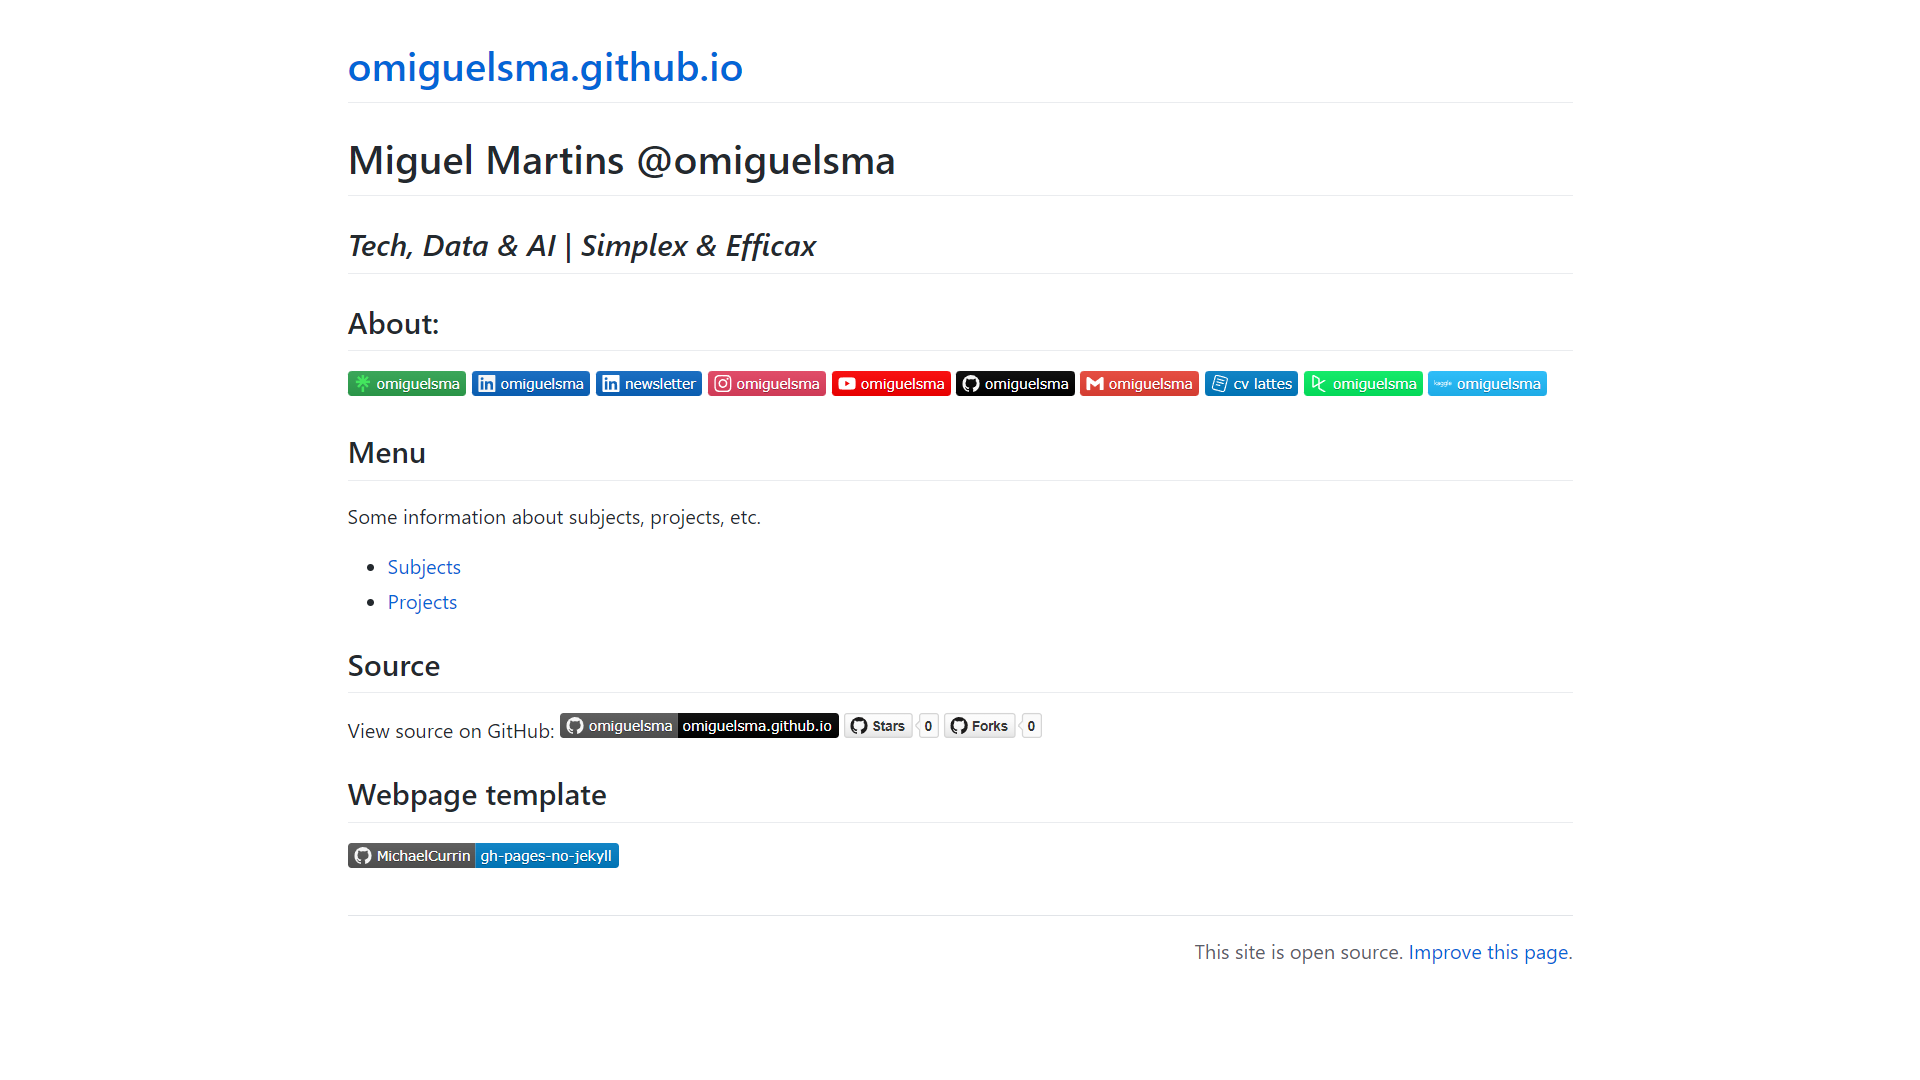 omiguelsma.github.io
Miguel Martins @omiguelsma
Tech, Data & AI | Simplex & Efficax
About:
omiguelsma omiguelsma newsletter omiguelsma omiguelsma omiguelsma omiguelsma cv lattes omiguelsma kaggle omiguelsma
Menu
Some information about subjects, projects, etc.
Subjects
Projects
Source
View source on GitHub: omiguelsma omiguelsma.github.io Stars 0 Forks 0
Webpage template
MichaelCurrin gh-pages-no-jekyll
This site is open source. Improve this page.